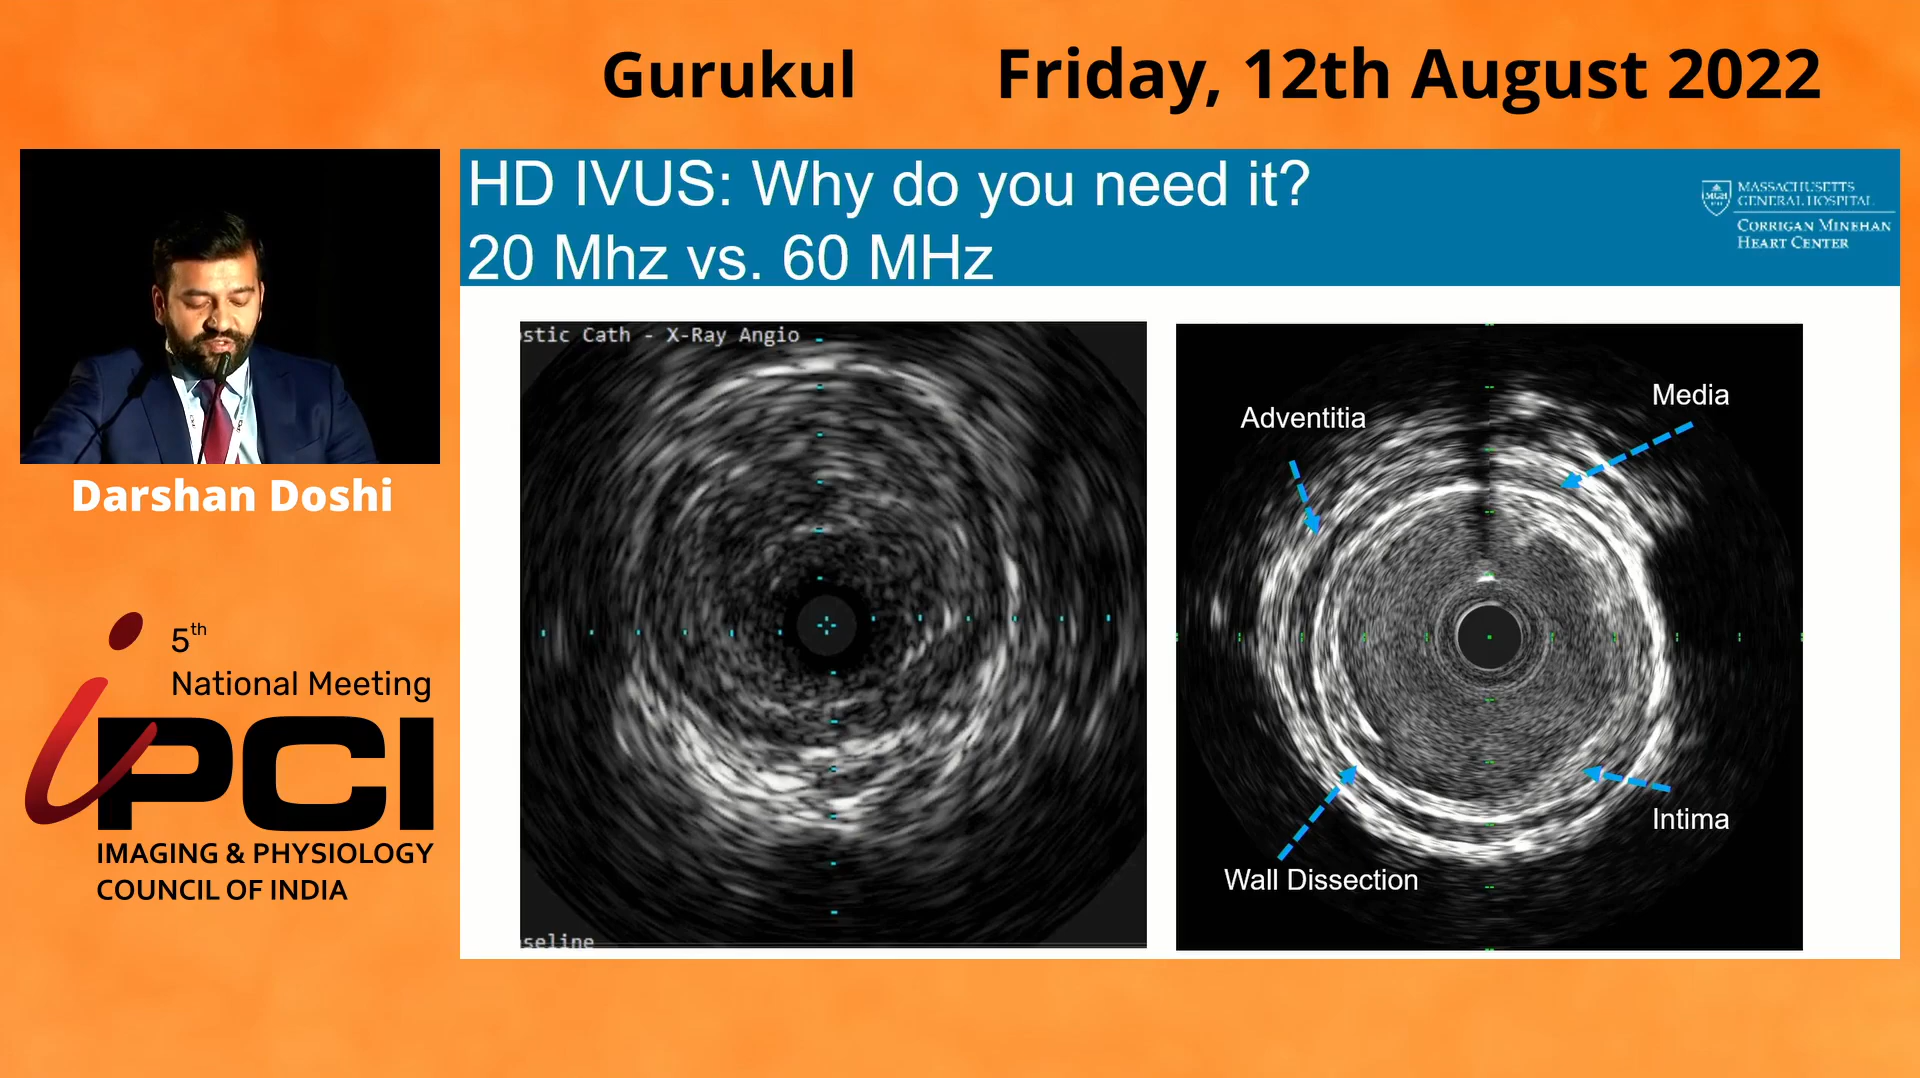 Gurukul
Friday, 12th August 2022
HD IVUS: Why do you need it?
20 Mhz vs. 60 MHz
MGH
MASSACHUSETTS
GENERAL HOSPITAL
CORRIGAN MINEHAN
HEART CENTER
stic Cath - X-Ray Angio
seline
Adventitia
Media
Wall Dissection
Intima
Darshan Doshi
5th
National Meeting
iPCI
IMAGING & PHYSIOLOGY
COUNCIL OF INDIA